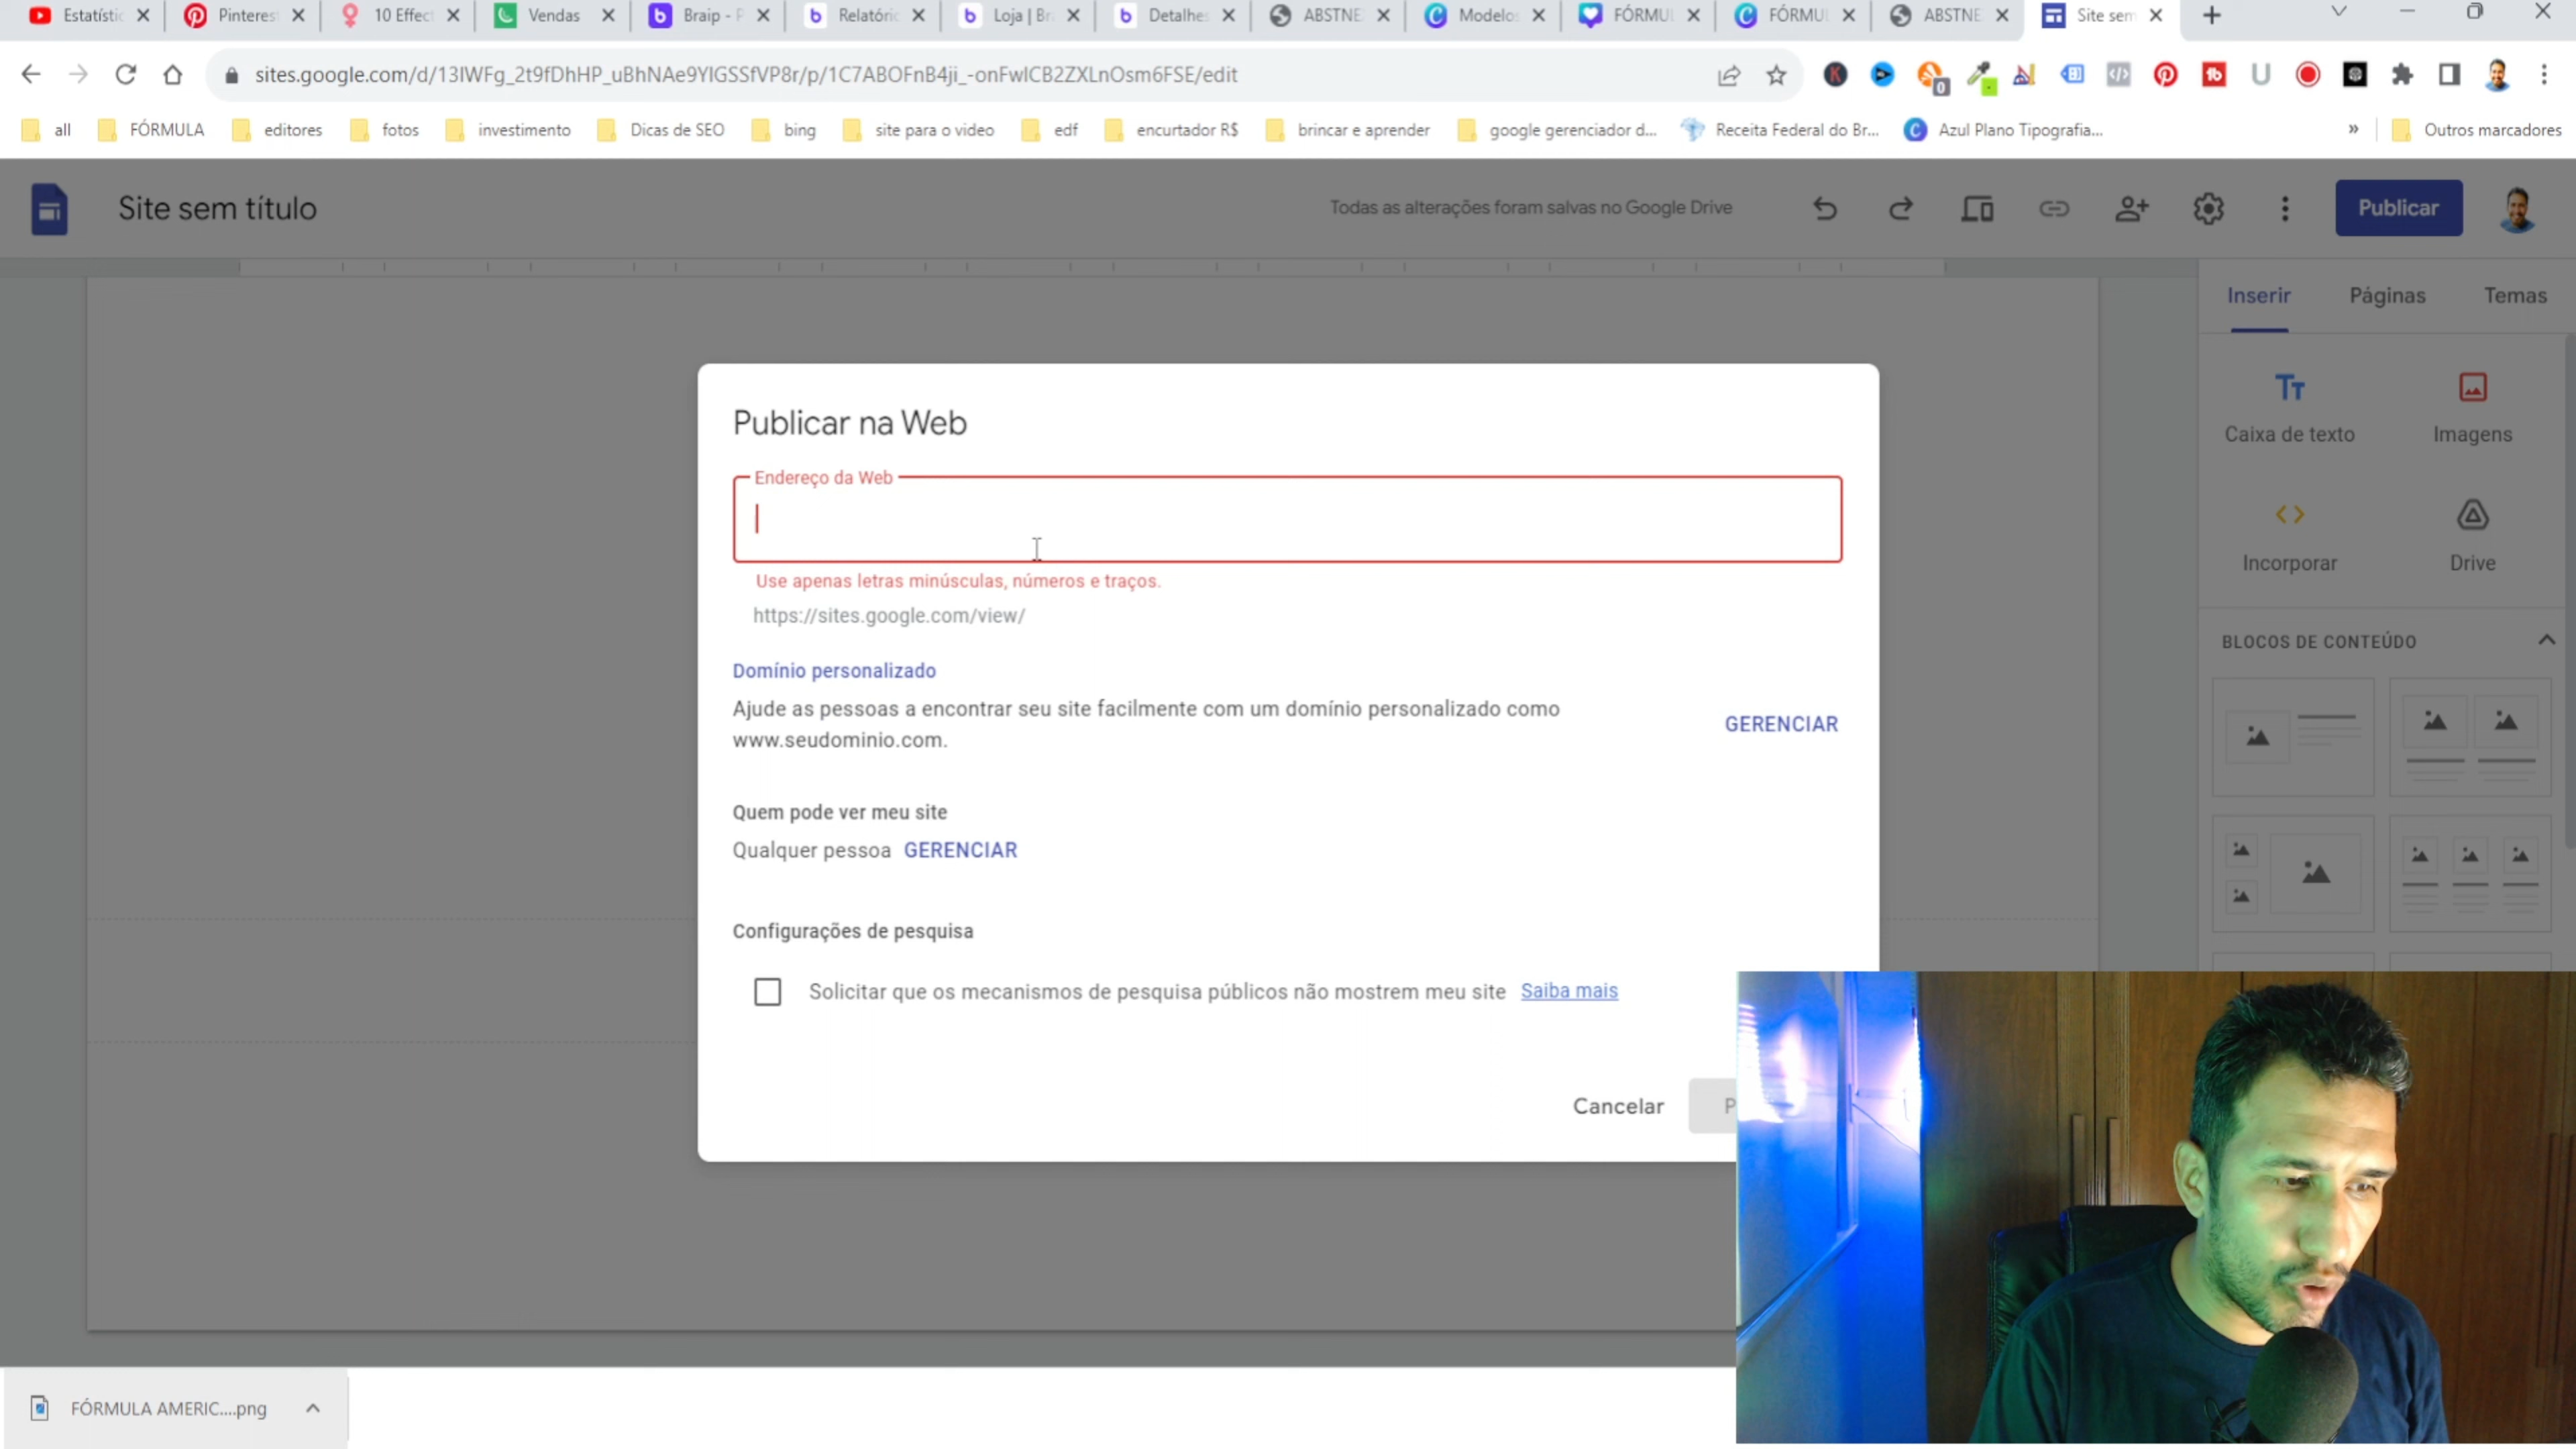 Estatístic
Pinteres
10 Effect
Vendas
Braip - P
Relatóri
Loja | Br
Detalhe
ABSTNE
Modelos
FÓRMUL
FÓRMUL
ABSTNE
Site sem
sites.google.com/d/13IWFg_2t9fDhHP_uBhNAe9YIGSSfVP8r/p/1C7ABOFnB4ji_-onFwlCB2ZXLnOsm6FSE/edit
all
FÓRMULA
editores
fotos
investimento
Dicas de SEO
bing
site para o video
edf
encurtador R$
brincar e aprender
google gerenciador d...
Receita Federal do Br...
Azul Plano Tipografia...
»
Outros marcadores
Site sem título
Todas as alterações foram salvas no Google Drive
Publicar
Inserir
Páginas
Temas
Caixa de texto
Imagens
Incorporar
Drive
BLOCOS DE CONTEÚDO
Publicar na Web
Endereço da Web
Use apenas letras minúsculas, números e traços.
https://sites.google.com/view/
Domínio personalizado
Ajude as pessoas a encontrar seu site facilmente com um domínio personalizado como
www.seudominio.com.
GERENCIAR
Quem pode ver meu site
Qualquer pessoa GERENCIAR
Configurações de pesquisa
Solicitar que os mecanismos de pesquisa públicos não mostrem meu site Saiba mais
Cancelar
P
FÓRMULA AMERIC....png